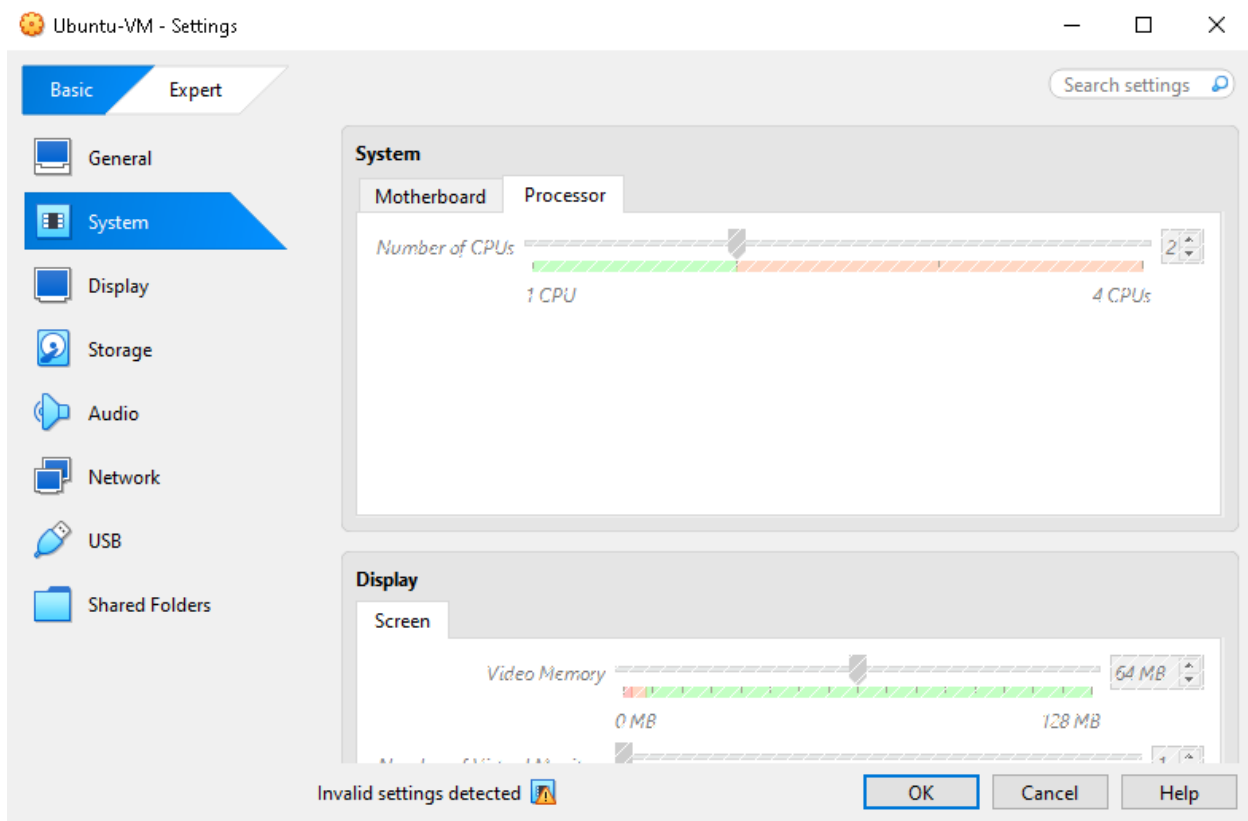 Ubuntu-VM - Settings
Basic
Expert
Search settings
General
System
Display
Storage
Audio
Network
USB
Shared Folders
System
Motherboard
Processor
Number of CPUs
2
1 CPU
4 CPUs
Display
Screen
Video Memory
64 MB
0 MB
128 MB
Invalid settings detected
OK
Cancel
Help